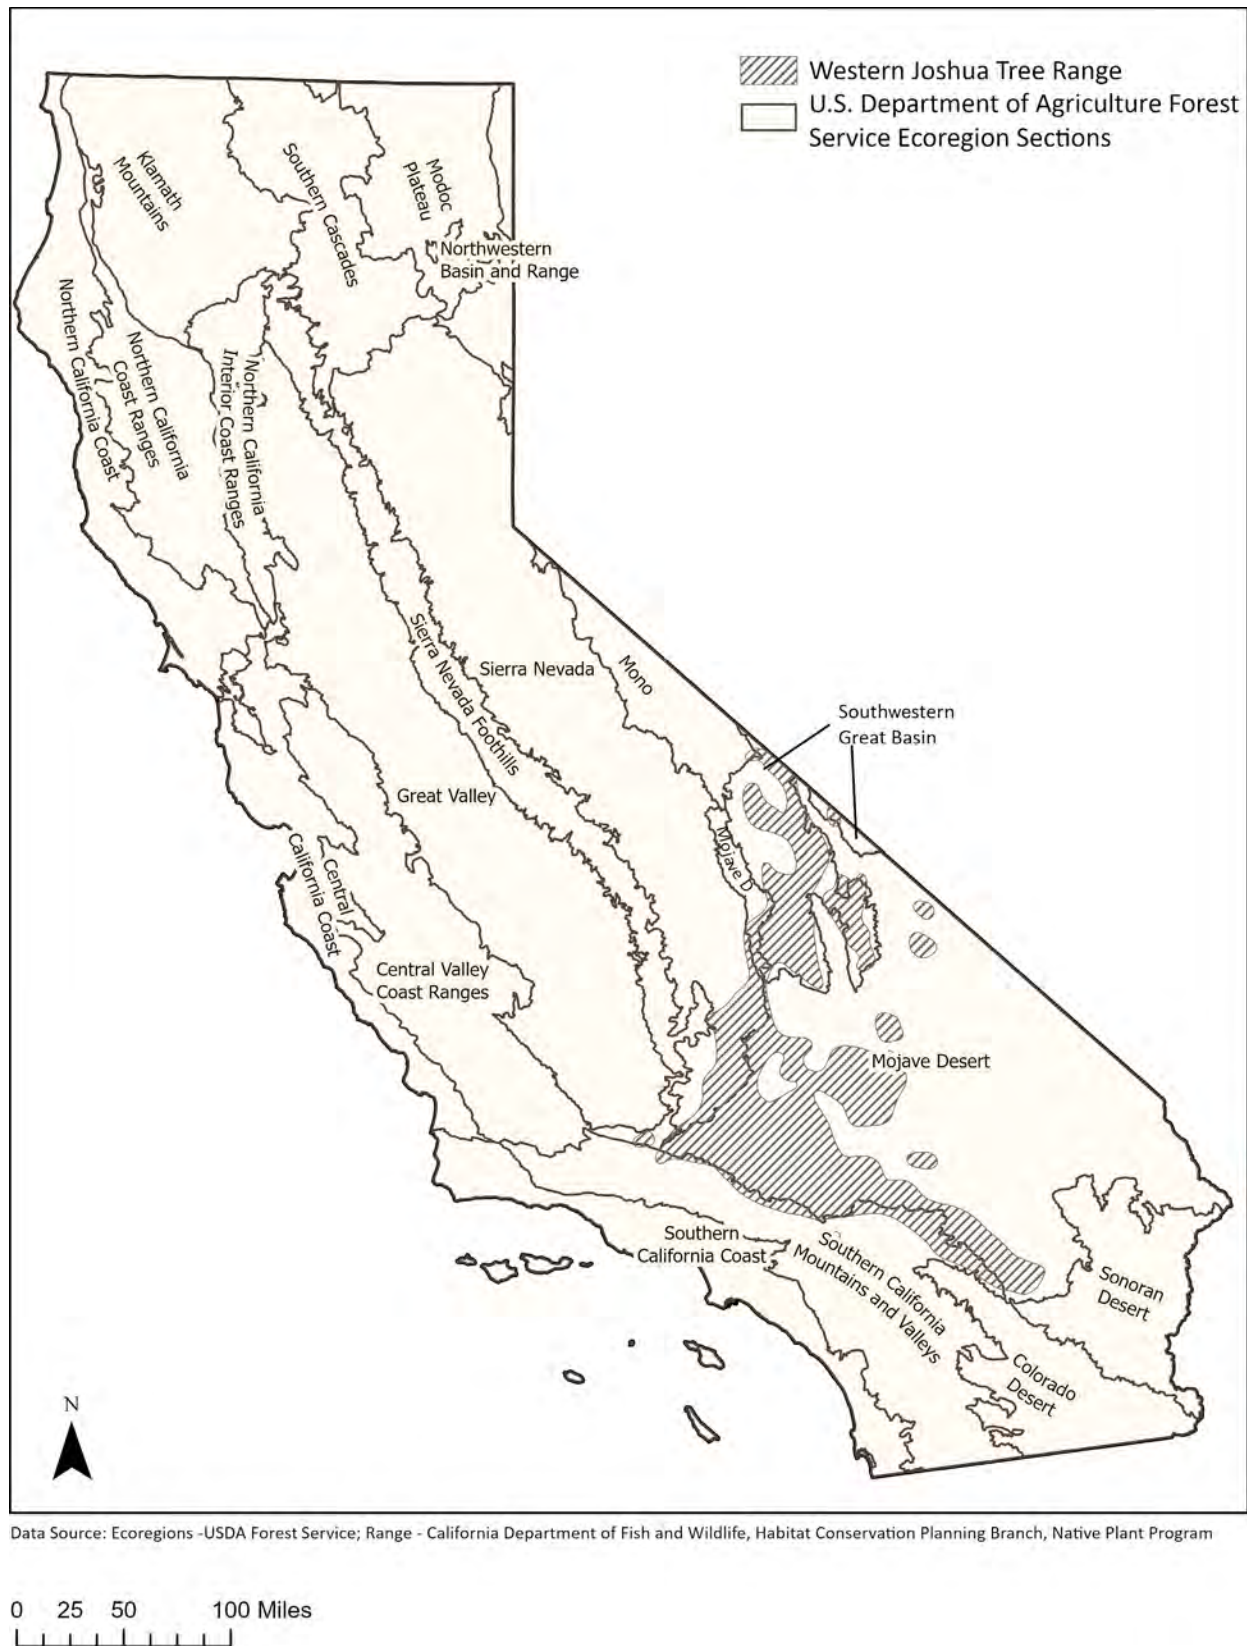 Western Joshua Tree Range
U.S. Department of Agriculture Forest
Service Ecoregion Sections
Klamath
Mountains
Southern Cascades
Modoc
Plateau
Northwestern
Basin and Range
Northern California Coast
Northern California
Coast Ranges
Northern California
Interior Coast Ranges
Sierra Nevada Foothills
Sierra Nevada
Mono
Southwestern
Great Basin
Great Valley
Mojave D
Central
California Coast
Central Valley
Coast Ranges
Mojave Desert
Southern
California Coast
Southern California
Mountains and Valleys
Sonoran
Desert
Colorado
Desert
N
Data Source: Ecoregions -USDA Forest Service; Range - California Department of Fish and Wildlife, Habitat Conservation Planning Branch, Native Plant Program
0 25 50 100 Miles